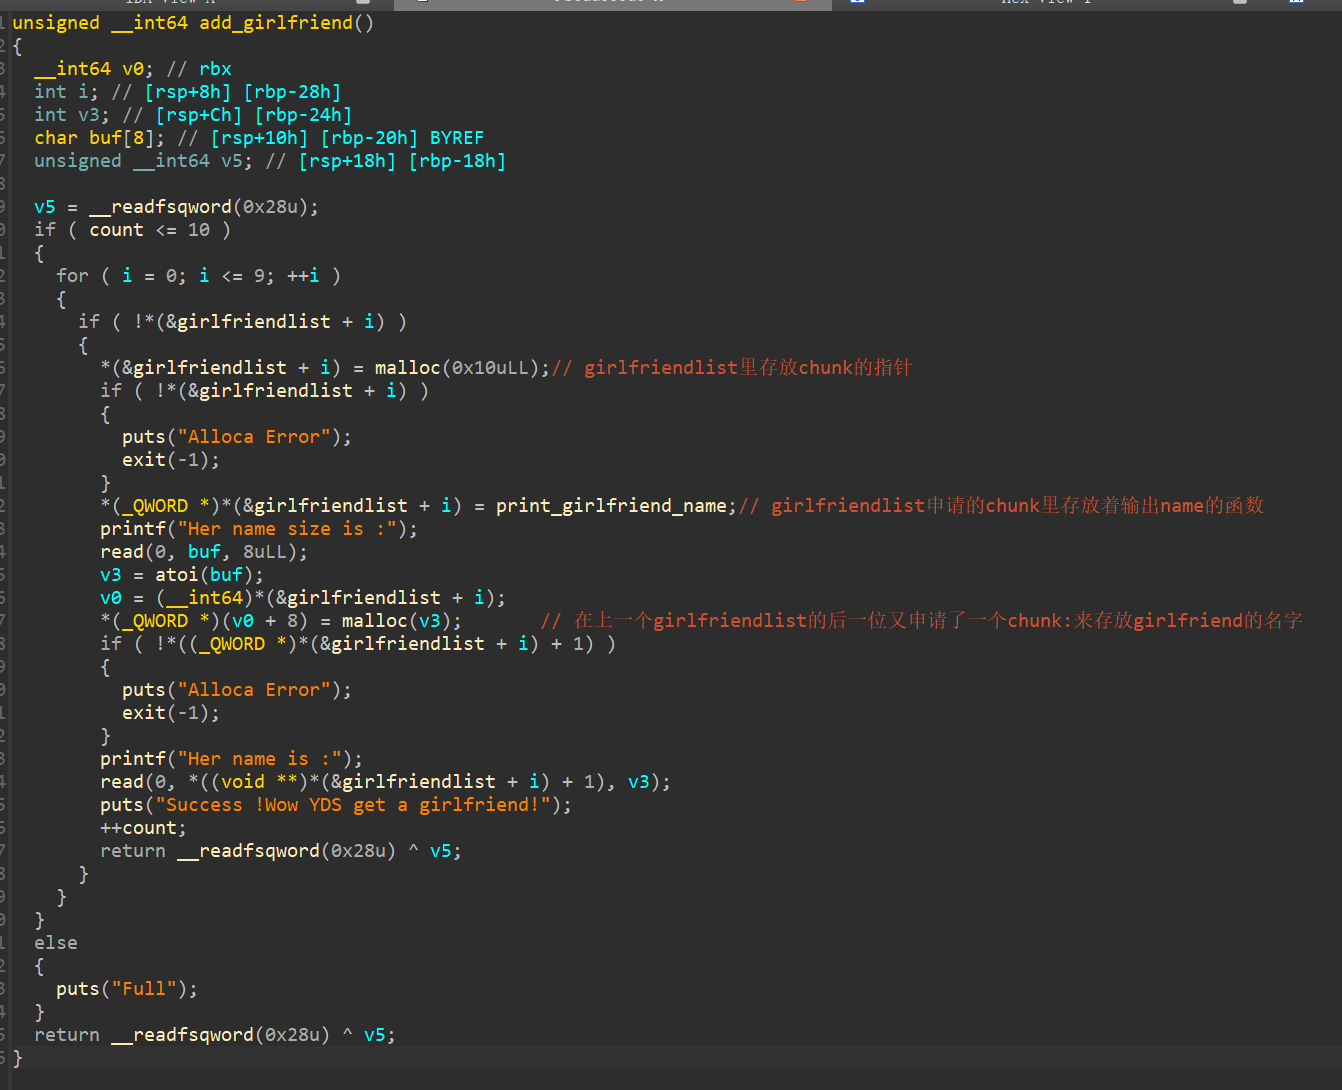 unsigned __int64 add_girlfriend()
{
  __int64 v0; // rbx
  int i; // [rsp+8h] [rbp-28h]
  int v3; // [rsp+Ch] [rbp-24h]
  char buf[8]; // [rsp+10h] [rbp-20h] BYREF
  unsigned __int64 v5; // [rsp+18h] [rbp-18h]
  v5 = __readfsqword(0x28u);
  if ( count <= 10 )
  {
    for ( i = 0; i <= 9; ++i )
    {
      if ( !*(&girlfriendlist + i) )
      {
        *(&girlfriendlist + i) = malloc(0x10uLL);// girlfriendlist里存放chunk的指针
        if ( !*(&girlfriendlist + i) )
        {
          puts("Alloca Error");
          exit(-1);
        }
        *(_QWORD *)*(&girlfriendlist + i) = print_girlfriend_name;// girlfriendlist申请的chunk里存放着输出name的函数
        printf("Her name size is :");
        read(0, buf, 8uLL);
        v3 = atoi(buf);
        v0 = (__int64)*(&girlfriendlist + i);
        *(_QWORD *)(v0 + 8) = malloc(v3);       // 在上一个girlfriendlist的后一位又申请了一个chunk:来存放girlfriend的名字
        if ( !*((_QWORD *)*(&girlfriendlist + i) + 1) )
        {
          puts("Alloca Error");
          exit(-1);
        }
        printf("Her name is :");
        read(0, *((void **)*(&girlfriendlist + i) + 1), v3);
        puts("Success !Wow YDS get a girlfriend!");
        ++count;
        return __readfsqword(0x28u) ^ v5;
      }
    }
  }
  else
  {
    puts("Full");
  }
  return __readfsqword(0x28u) ^ v5;
}